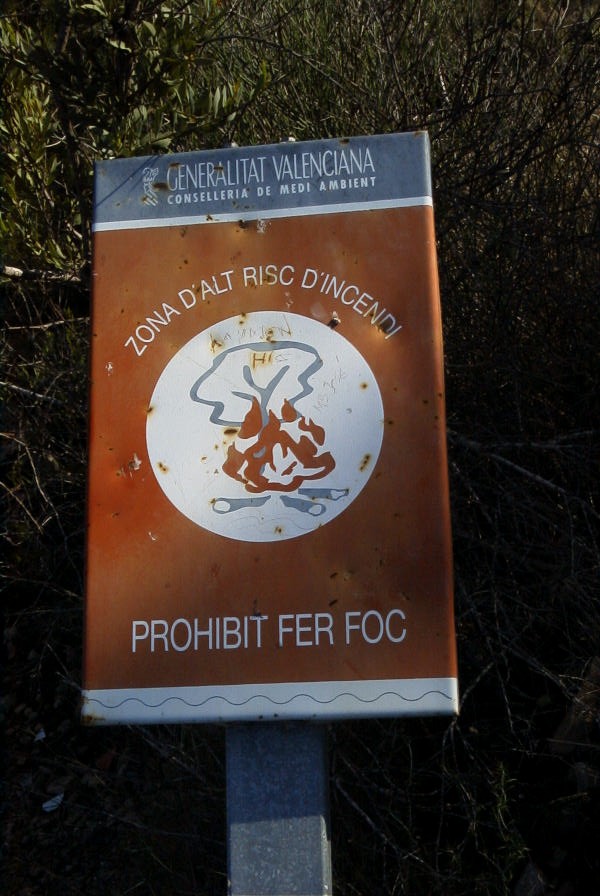 GENERALITAT VALENCIANA
CONSELLERIA DE MEDI AMBIENT
ZONA D'ALT RISC D'INCENDI
PROHIBIT FER FOC